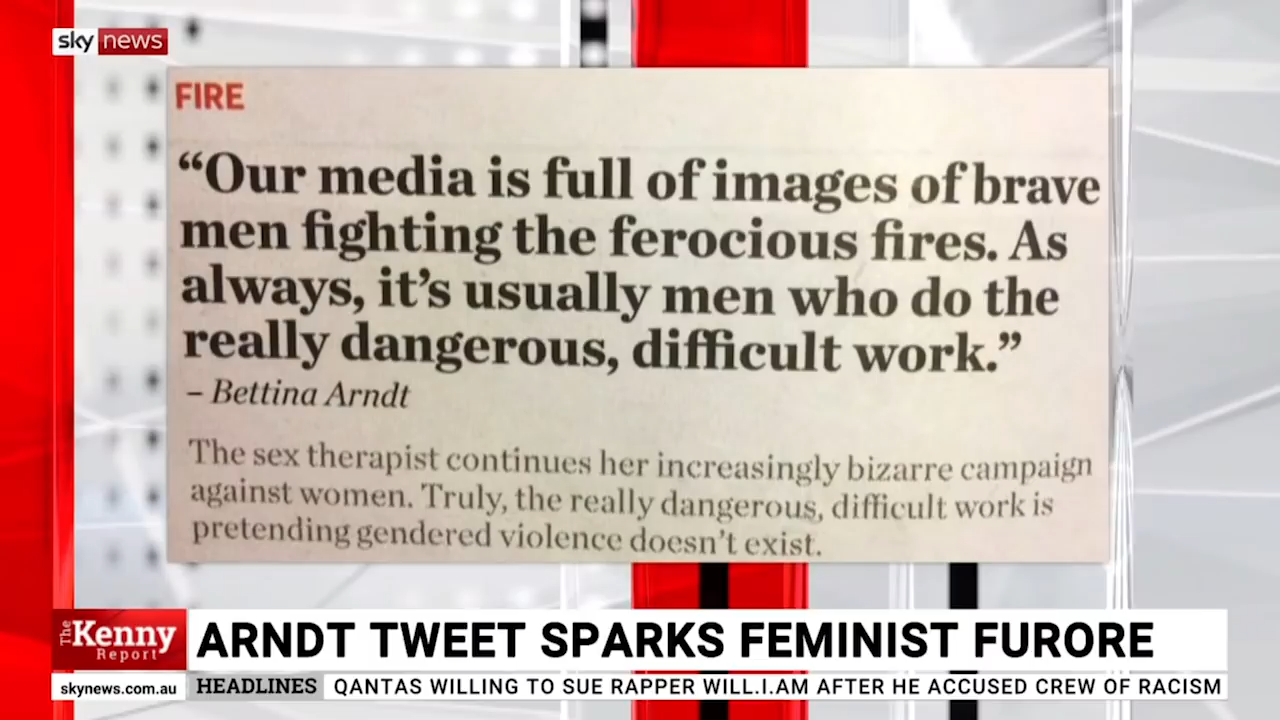 sky news
FIRE
“Our media is full of images of brave
men fighting the ferocious fires. As
always, it’s usually men who do the
really dangerous, difficult work.”
– Bettina Arndt
The sex therapist continues her increasingly bizarre campaign
against women. Truly, the really dangerous, difficult work is
pretending gendered violence doesn’t exist.
The Kenny Report
ARNDT TWEET SPARKS FEMINIST FURORE
skynews.com.au
HEADLINES QANTAS WILLING TO SUE RAPPER WILL.I.AM AFTER HE ACCUSED CREW OF RACISM